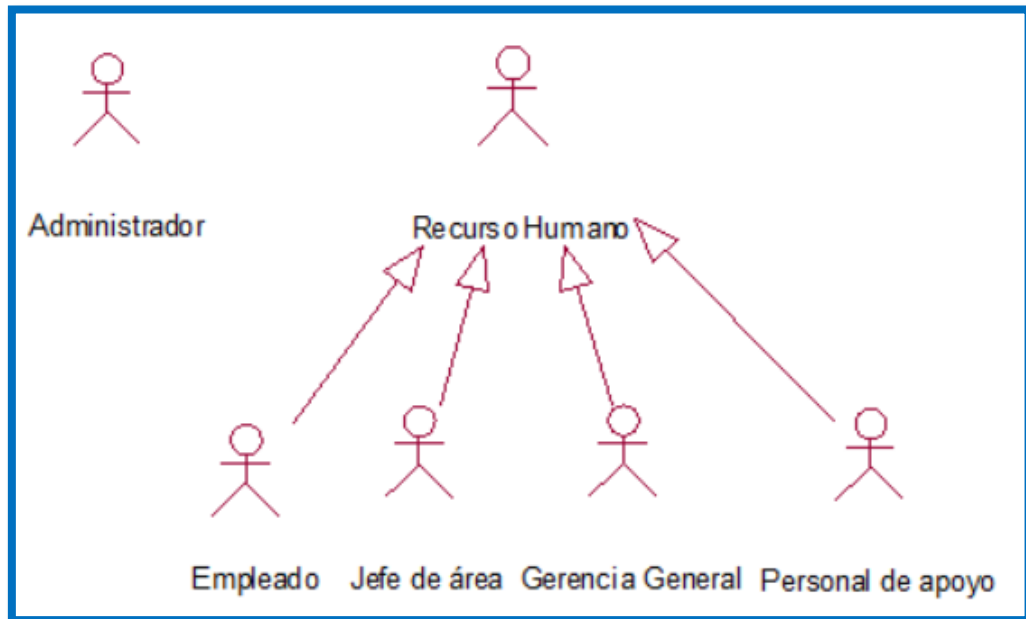 Administrador
Recurso Humano
Empleado
Jefe de área
Gerencia General
Personal de apoyo